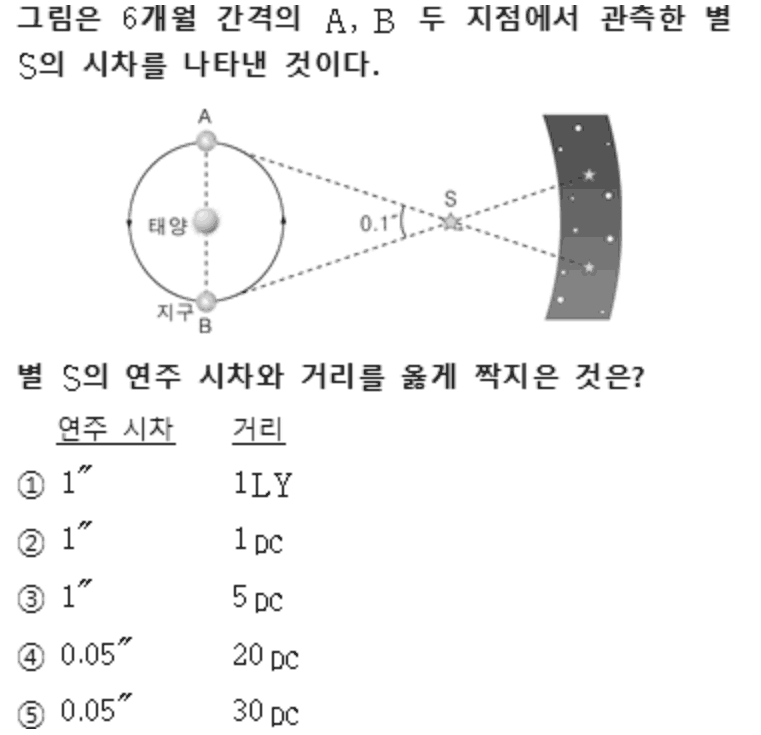 그림은 6개월 간격의 A, B 두 지점에서 관측한 별
S의 시차를 나타낸 것이다.
A
S
태양
0.1″
지구
B
별 S의 연주 시차와 거리를 옳게 짝지은 것은?
연주 시차 거리
① 1″ 1LY
② 1″ 1pc
③ 1″ 5pc
④ 0.05″ 20pc
⑤ 0.05″ 30pc